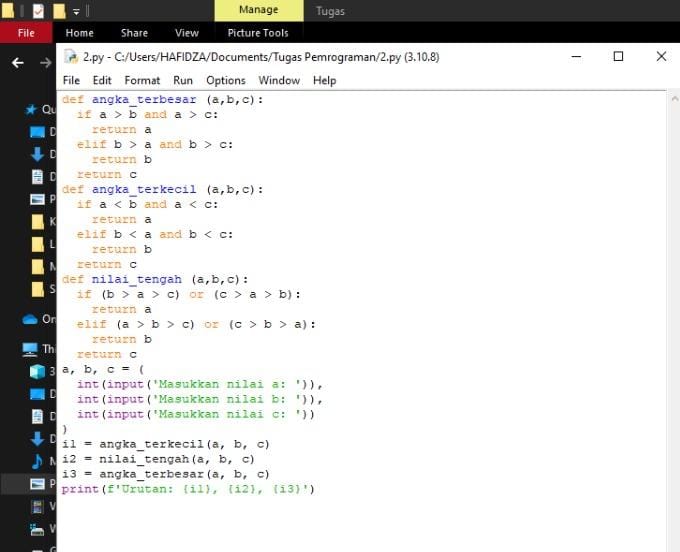 Manage
Tugas
File
Home
Share
View
Picture Tools
2.py - C:/Users/HAFIDZA/Documents/Tugas Pemrograman/2.py (3.10.8)
File Edit Format Run Options Window Help
def angka_terbesar (a,b,c):
  if a > b and a > c:
    return a
  elif b > a and b > c:
    return b
  return c
def angka_terkecil (a,b,c):
  if a < b and a < c:
    return a
  elif b < a and b < c:
    return b
  return c
def nilai_tengah (a,b,c):
  if (b > a > c) or (c > a > b):
    return a
  elif (a > b > c) or (c > b > a):
    return b
  return c
a, b, c = (
  int(input('Masukkan nilai a: ')),
  int(input('Masukkan nilai b: ')),
  int(input('Masukkan nilai c: '))
)
i1 = angka_terkecil(a, b, c)
i2 = nilai_tengah(a, b, c)
i3 = angka_terbesar(a, b, c)
print(f'Urutan: {i1}, {i2}, {i3}')